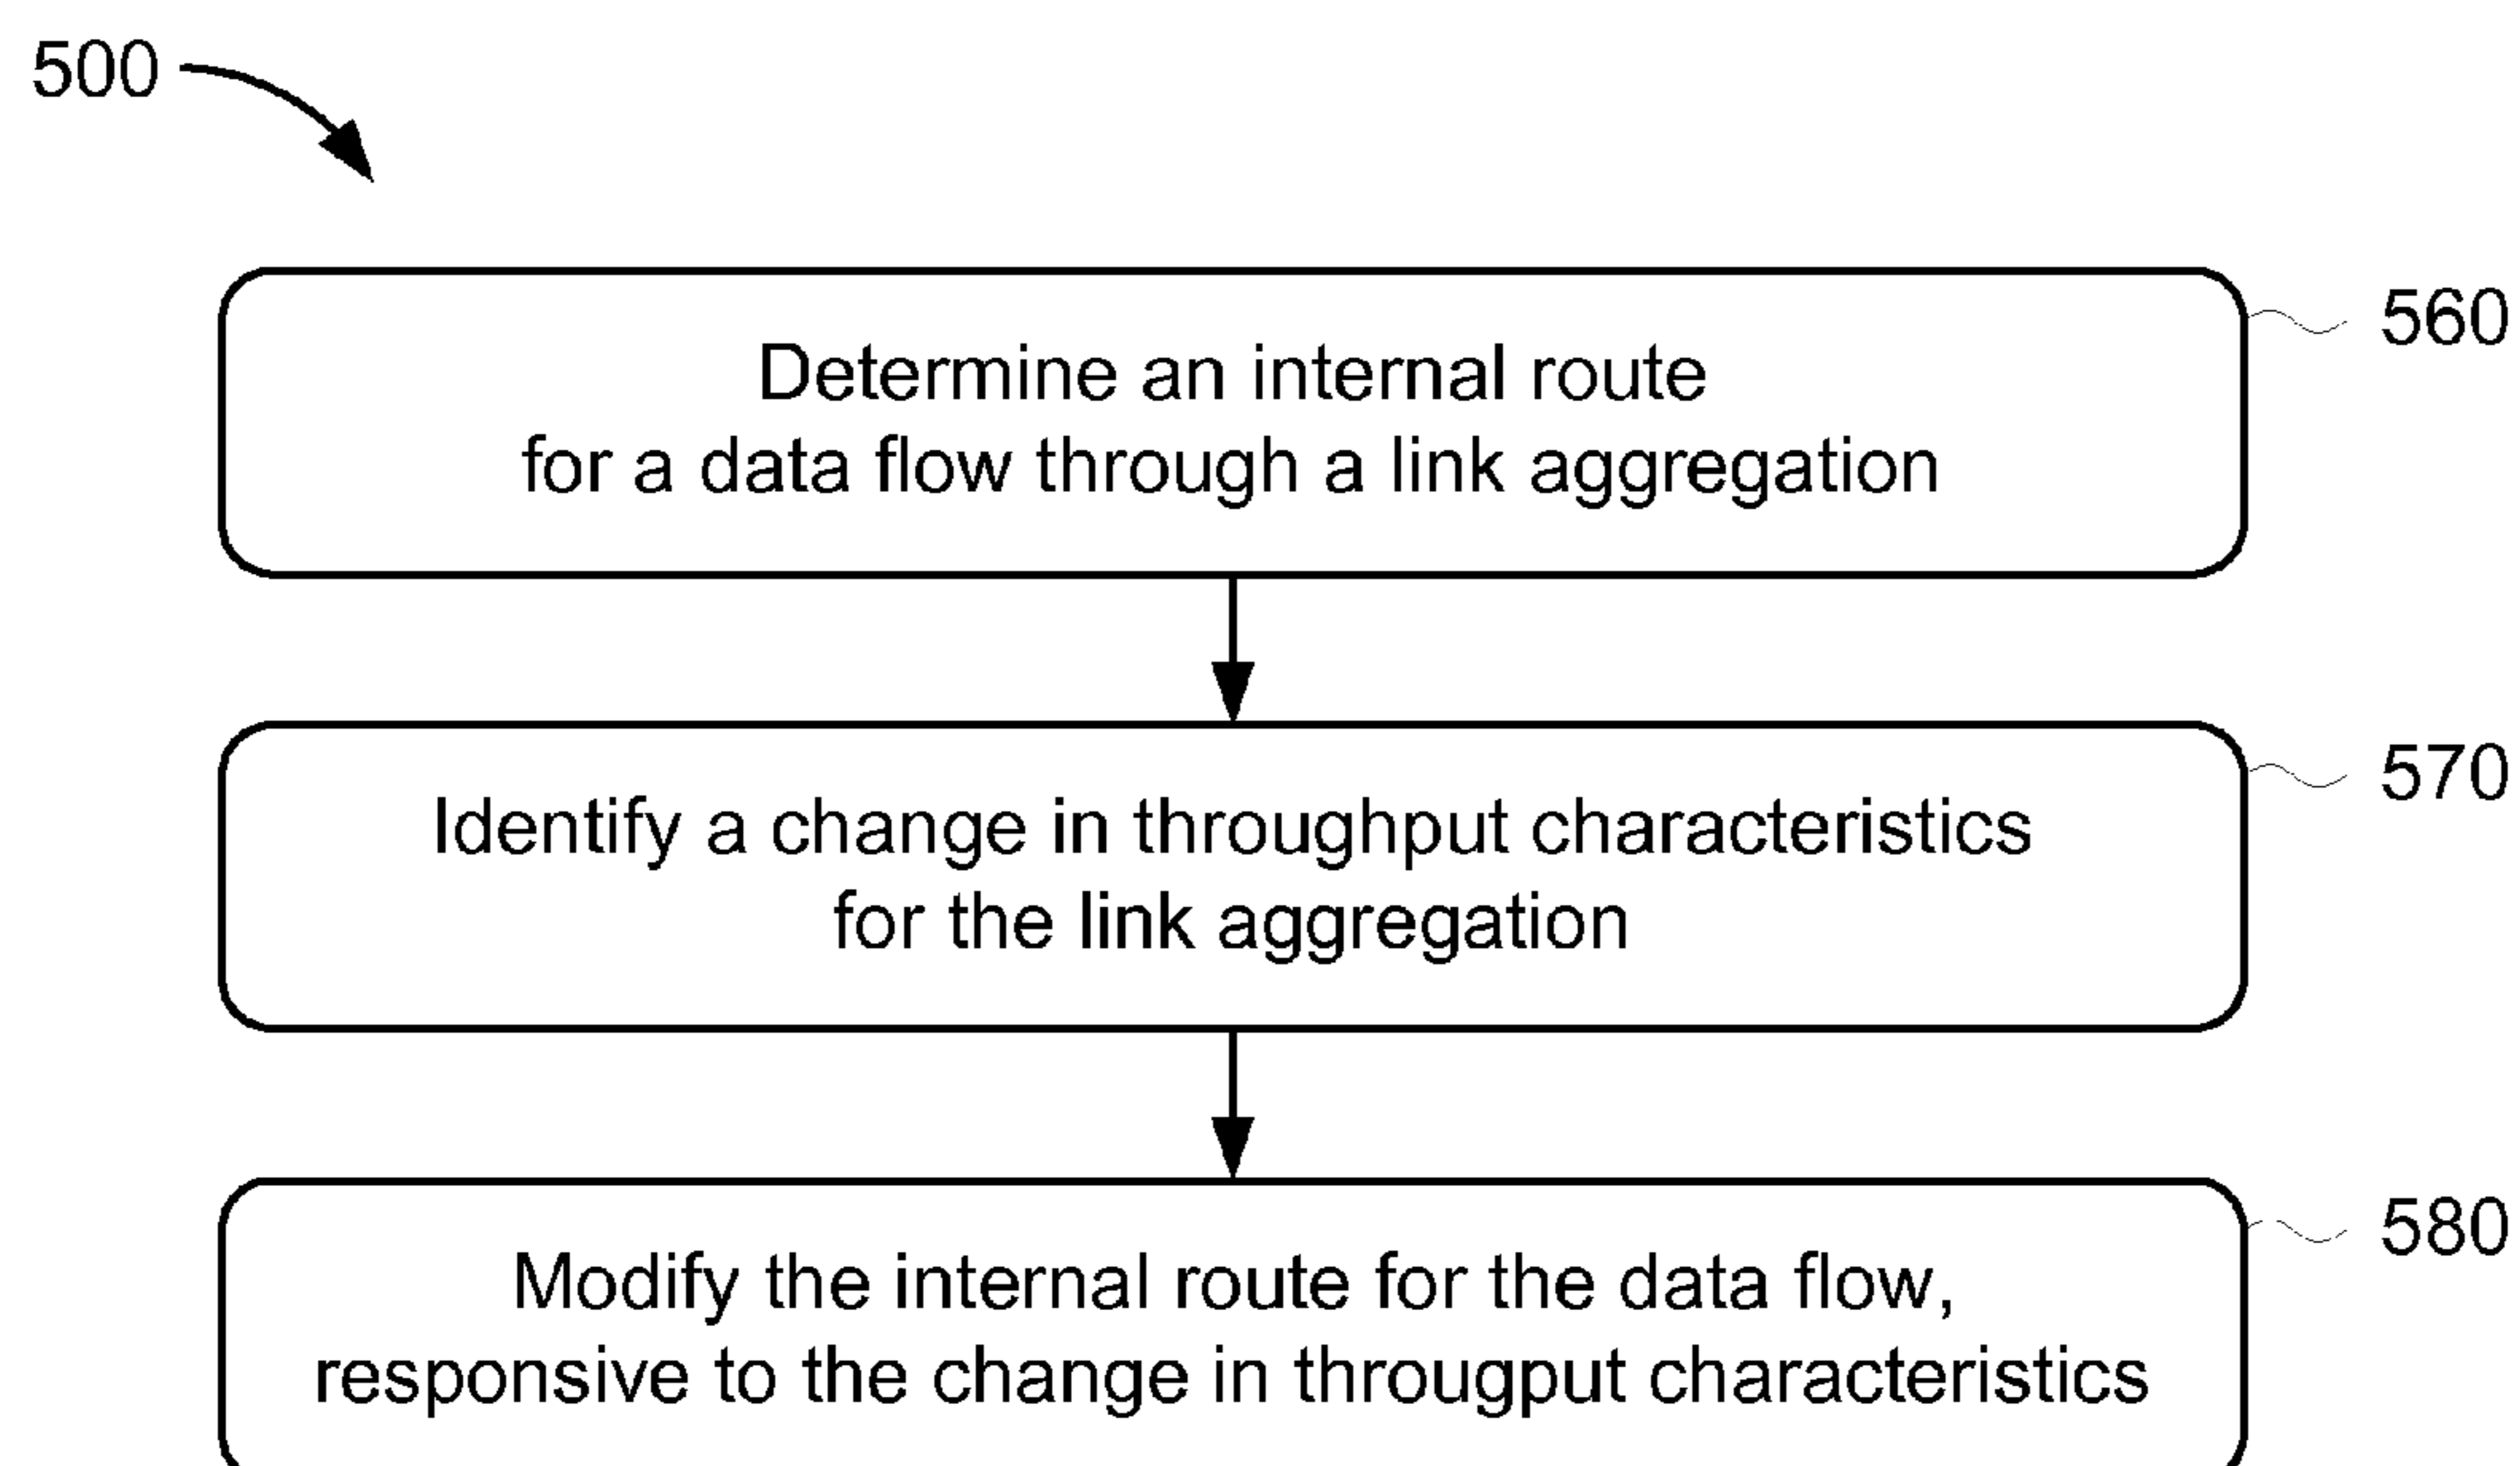 500
560
Determine an internal route
for a data flow through a link aggregation
570
Identify a change in throughput characteristics
for the link aggregation
580
Modify the internal route for the data flow,
responsive to the change in througput characteristics